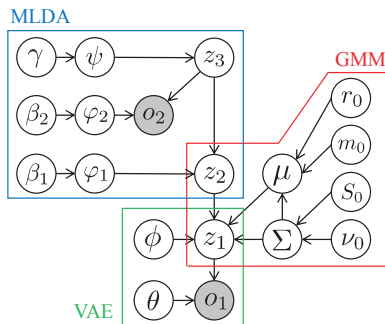 MLDA
GMM
γ ψ z₃ r₀
β₂ φ₂ o₂ m₀
μ
β₁ φ₁ z₂ S₀
ϕ z₁ Σ ν₀
θ o₁
VAE